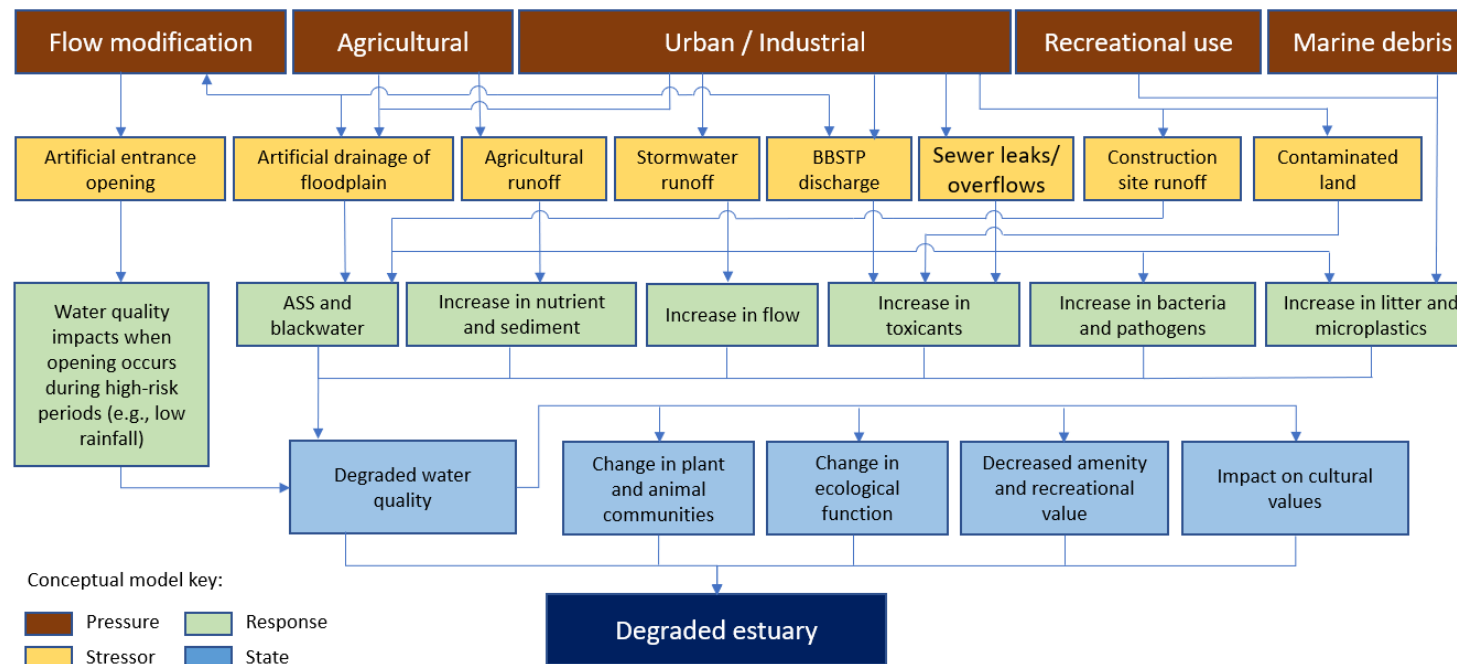 Flow modification
Agricultural
Urban / Industrial
Recreational use
Marine debris
Artificial entrance
opening
Artificial drainage of
floodplain
Agricultural
runoff
Stormwater
runoff
BBSTP
discharge
Sewer leaks/
overflows
Construction
site runoff
Contaminated
land
Water quality
impacts when
opening occurs
during high-risk
periods (e.g., low
rainfall)
ASS and
blackwater
Increase in nutrient
and sediment
Increase in flow
Increase in
toxicants
Increase in bacteria
and pathogens
Increase in litter and
microplastics
Degraded water
quality
Change in plant
and animal
communities
Change in
ecological
function
Decreased amenity
and recreational
value
Impact on cultural
values
Degraded estuary
Conceptual model key:
Pressure
Response
Stressor
State